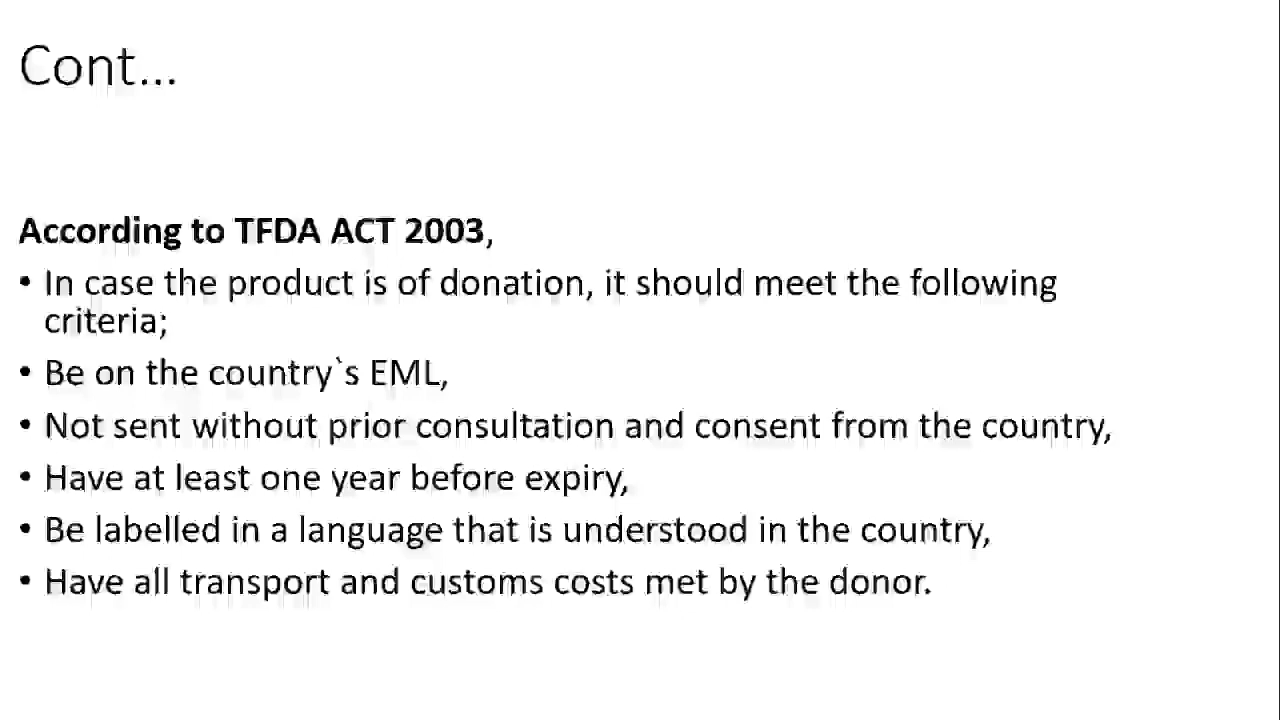 Cont...
According to TFDA ACT 2003,
• In case the product is of donation, it should meet the following
criteria;
• Be on the country`s EML,
• Not sent without prior consultation and consent from the country,
• Have at least one year before expiry,
• Be labelled in a language that is understood in the country,
• Have all transport and customs costs met by the donor.